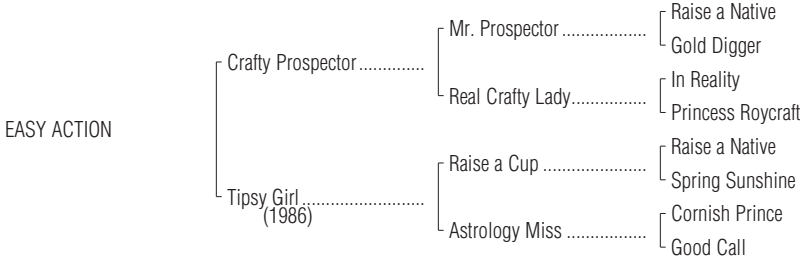 Raise a Native
Mr. Prospector ..................
Gold Digger
Crafty Prospector..............
In Reality
Real Crafty Lady................
Princess Roycraft
EASY ACTION
Raise a Native
Raise a Cup ......................
Spring Sunshine
Tipsy Girl..........................
(1986)
Cornish Prince
Astrology Miss .................
Good Call